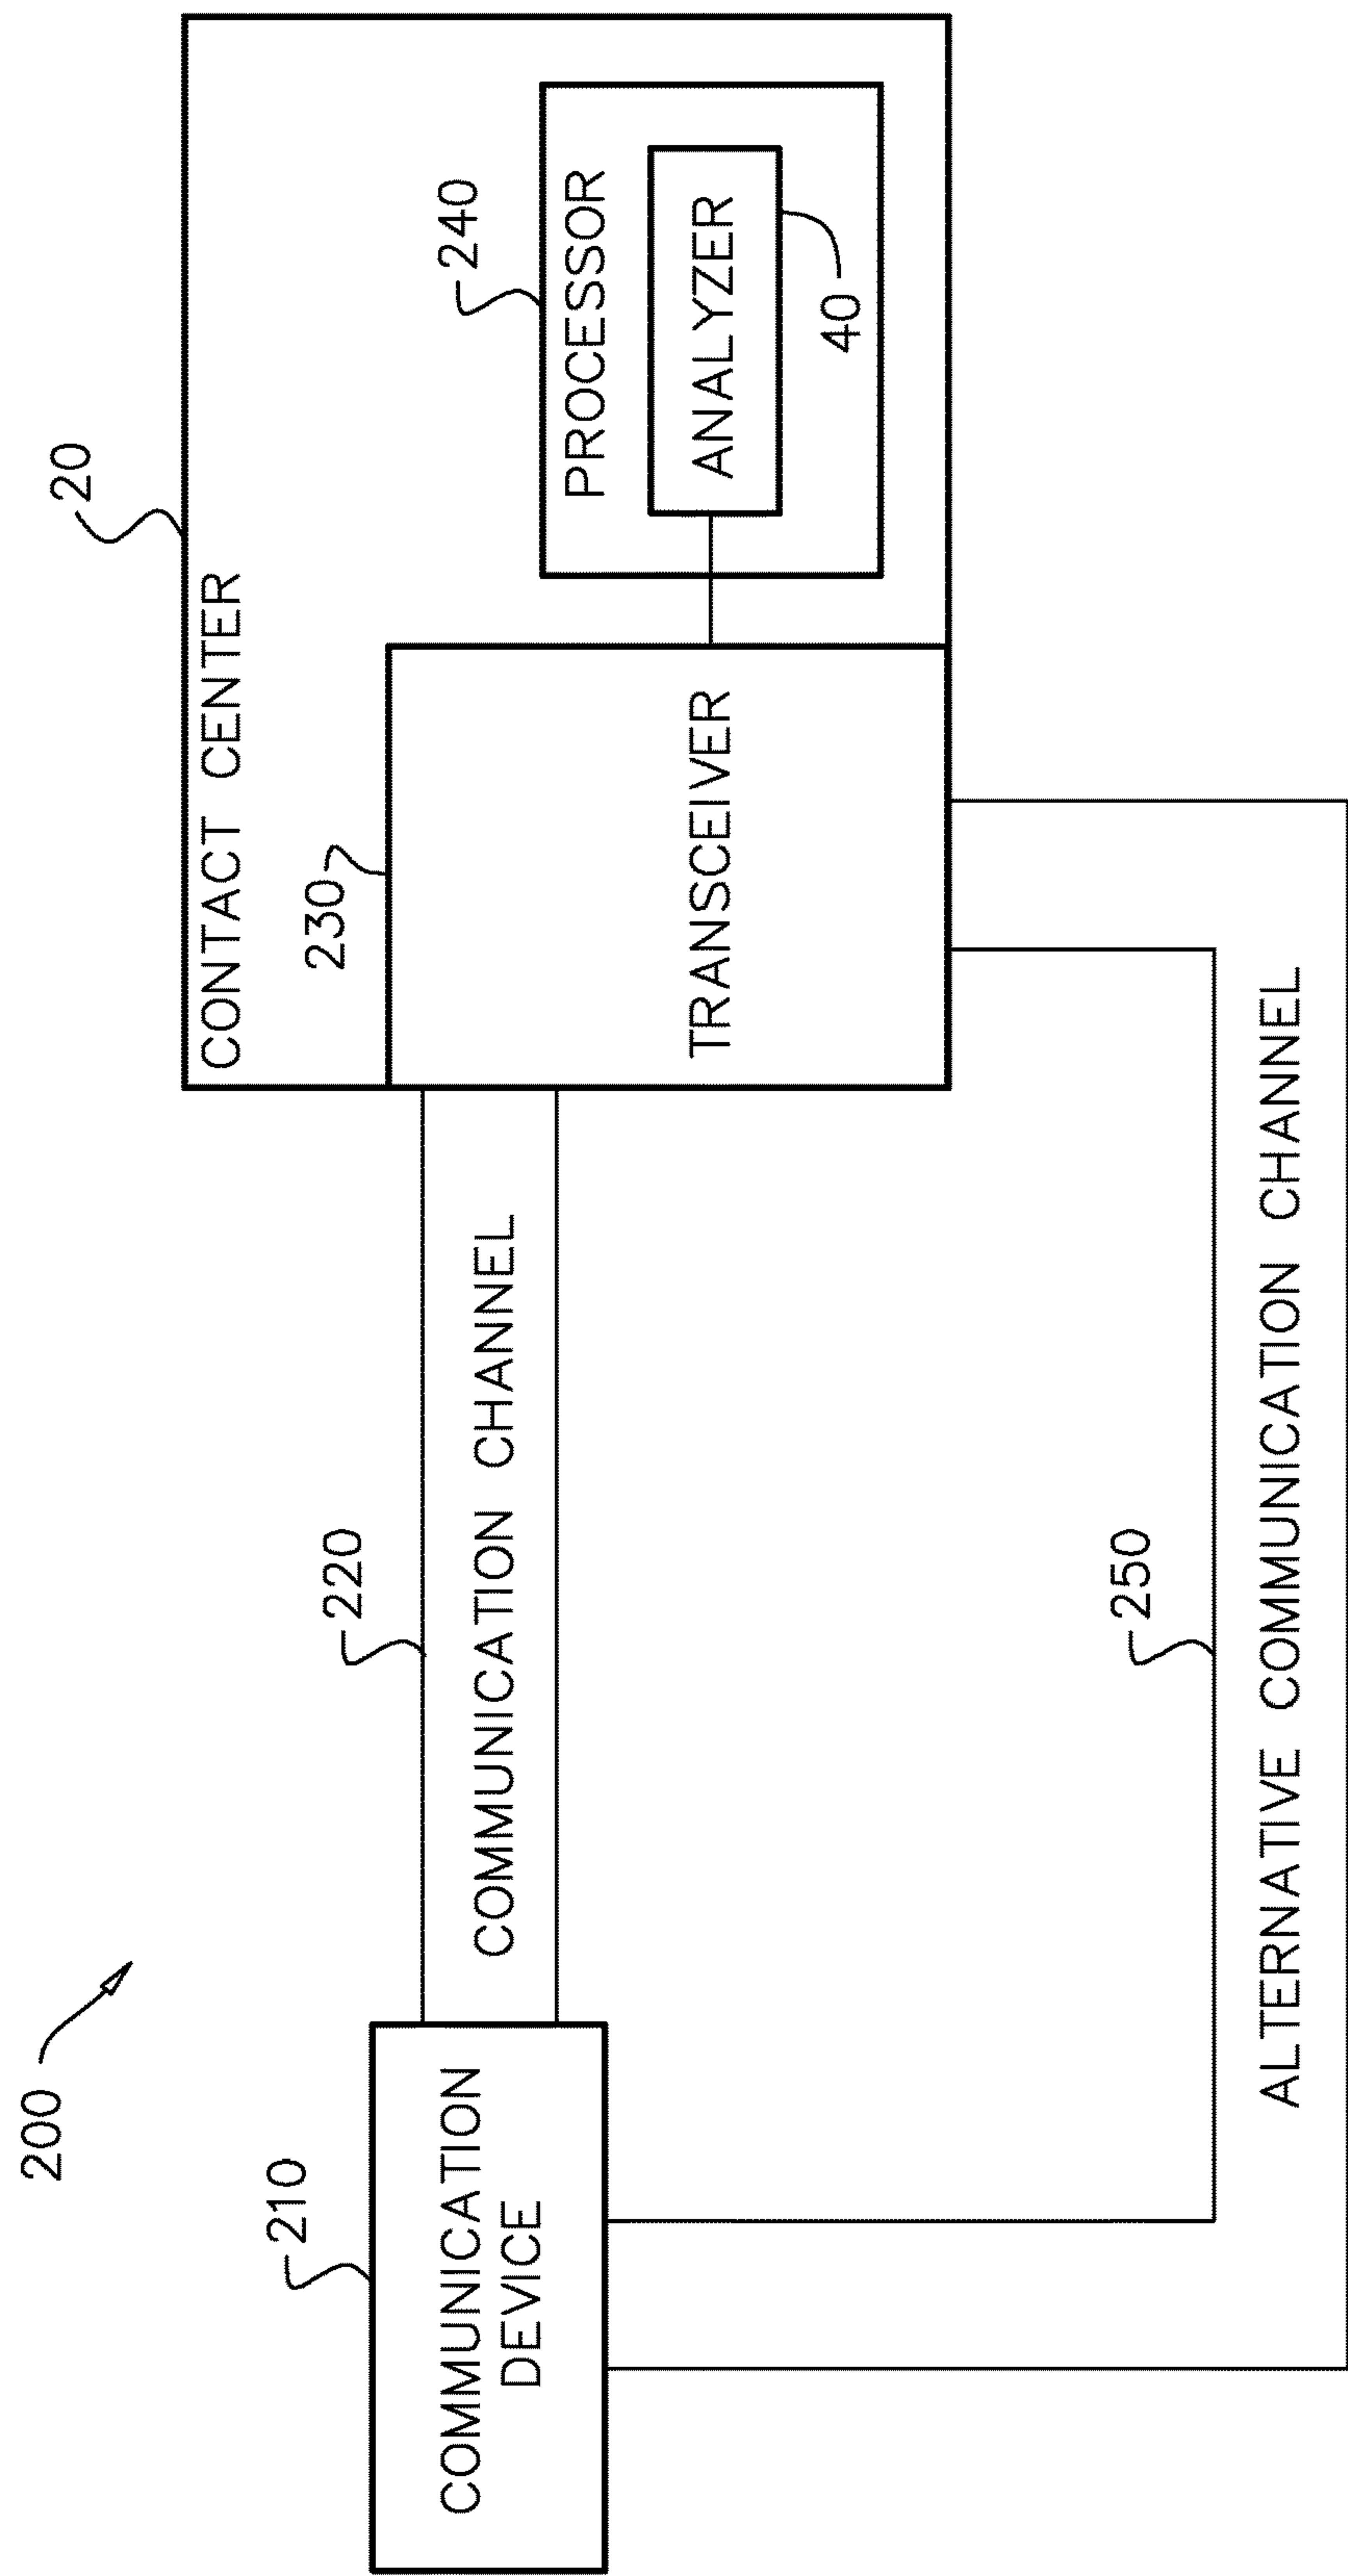 200
20
CONTACT CENTER
210
220
230
240
COMMUNICATION
DEVICE
COMMUNICATION CHANNEL
TRANSCEIVER
PROCESSOR
ANALYZER
40
250
ALTERNATIVE COMMUNICATION CHANNEL